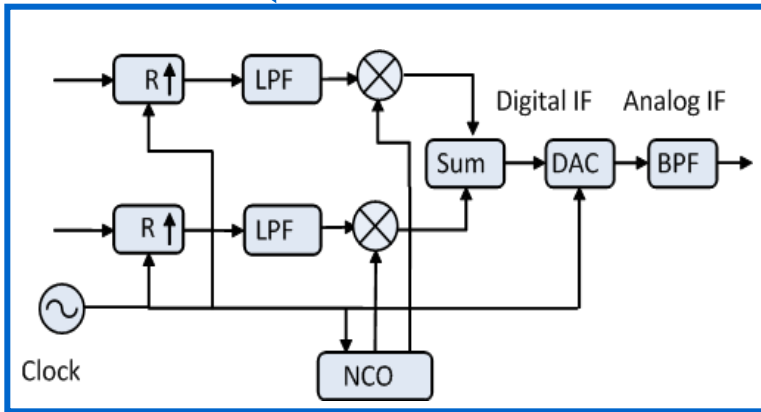 R LPF
Digital IF Analog IF
Sum DAC BPF
R LPF
Clock
NCO